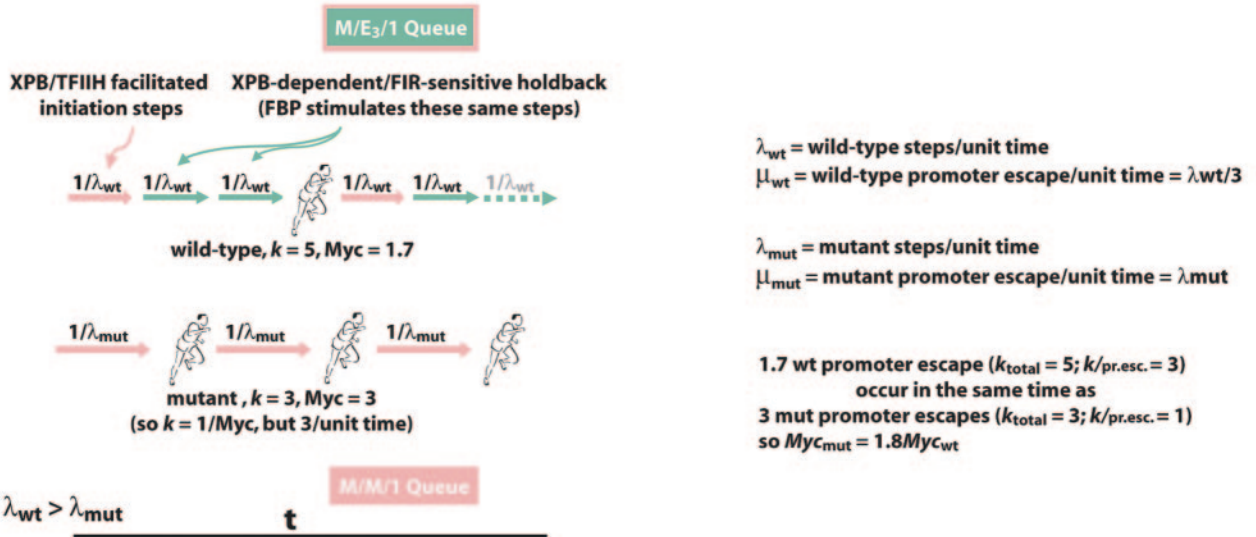 M/E3/1 Queue
XPB/TFIIH facilitated
initiation steps
XPB-dependent/FIR-sensitive holdback
(FBP stimulates these same steps)
1/λwt 1/λwt 1/λwt 1/λwt 1/λwt 1/λwt
wild-type, k = 5, Myc = 1.7
1/λmut 1/λmut 1/λmut
mutant , k = 3, Myc = 3
(so k = 1/Myc, but 3/unit time)
M/M/1 Queue
λwt > λmut
t
λwt = wild-type steps/unit time
μwt = wild-type promoter escape/unit time = λwt/3
λmut = mutant steps/unit time
μmut = mutant promoter escape/unit time = λmut
1.7 wt promoter escape (ktotal = 5; k/pr.esc. = 3)
occur in the same time as
3 mut promoter escapes (ktotal = 3; k/pr.esc. = 1)
so Mycmut = 1.8Mycwt